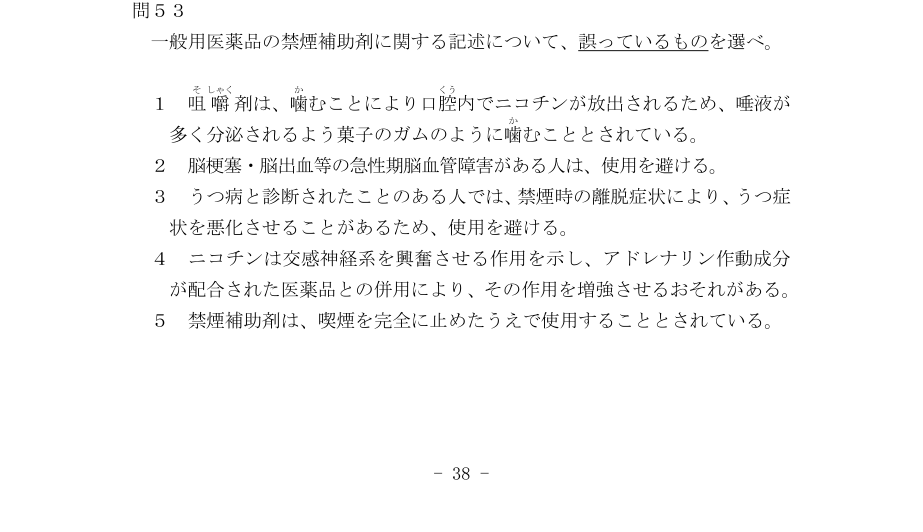 問５３
一般用医薬品の禁煙補助剤に関する記述について、誤っているものを選べ。
そ しゃく か くう
１ 咀嚼剤は、噛むことにより口腔内でニコチンが放出されるため、唾液が
か
多く分泌されるよう菓子のガムのように噛むこととされている。
２ 脳梗塞・脳出血等の急性期脳血管障害がある人は、使用を避ける。
３ うつ病と診断されたことのある人では、禁煙時の離脱症状により、うつ症
状を悪化させることがあるため、使用を避ける。
４ ニコチンは交感神経系を興奮させる作用を示し、アドレナリン作動成分
が配合された医薬品との併用により、その作用を増強させるおそれがある。
５ 禁煙補助剤は、喫煙を完全に止めたうえで使用することとされている。
- 38 -